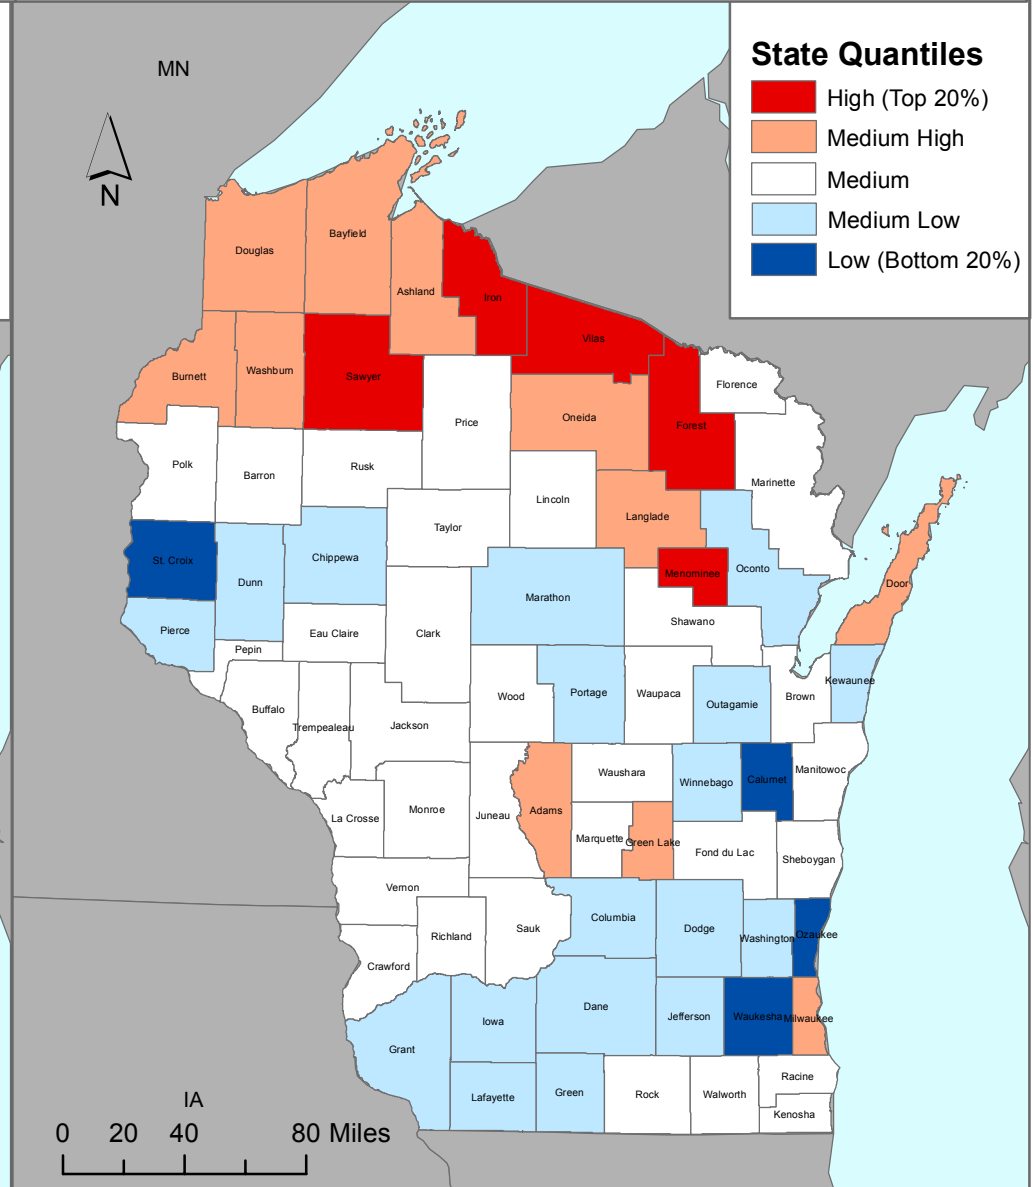 MN
State Quantiles
High (Top 20%)
Medium High
Medium
Medium Low
Low (Bottom 20%)
N
Bayfield
Douglas
Ashland
Iron
Vilas
Burnett
Washburn
Sawyer
Florence
Price
Oneida
Forest
Polk
Barron
Rusk
Marinette
Lincoln
Taylor
Langlade
St. Croix
Chippewa
Dunn
Menominee
Oconto
Door
Marathon
Pierce
Eau Claire
Clark
Shawano
Pepin
Kewaunee
Wood
Portage
Waupaca
Outagamie
Brown
Buffalo
Trempealeau
Jackson
Waushara
Winnebago
Calumet
Manitowoc
La Crosse
Monroe
Juneau
Adams
Marquette
Green Lake
Fond du Lac
Sheboygan
Vernon
Columbia
Dodge
Washington
Ozaukee
Richland
Sauk
Crawford
Dane
Iowa
Jefferson
Waukesha
Milwaukee
Grant
Lafayette
Green
Rock
Walworth
Racine
Kenosha
IA
0 20 40 80 Miles